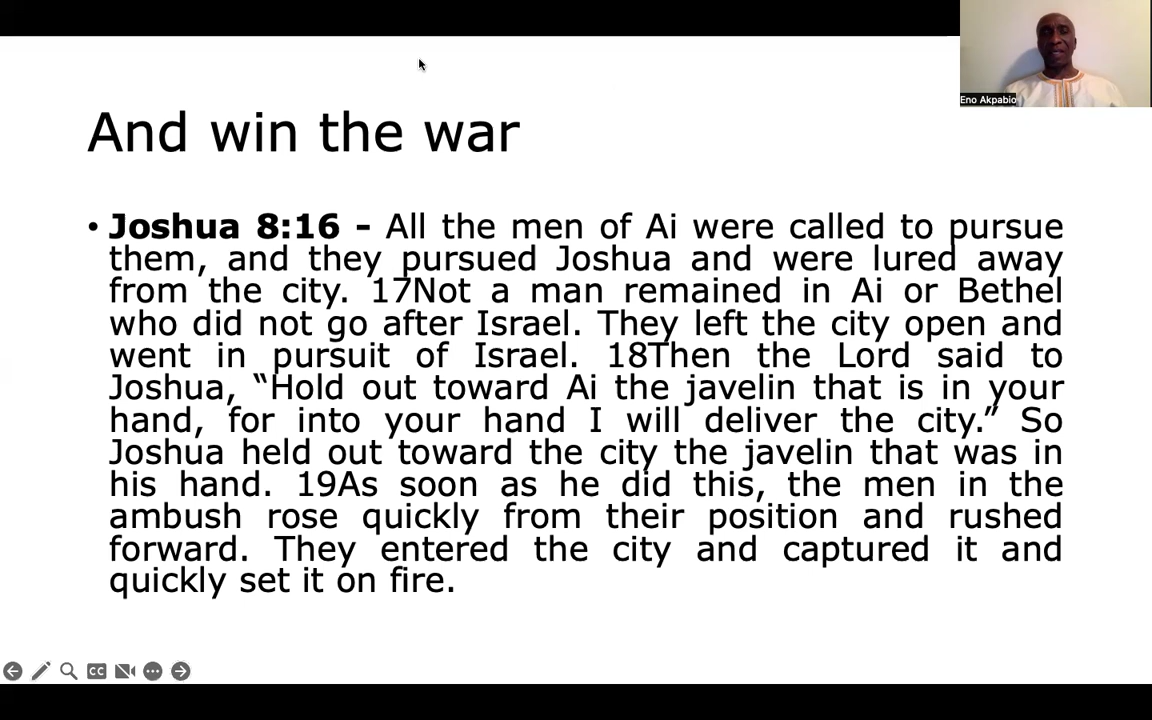 Eno Akpabio
And win the war
• Joshua 8:16 - All the men of Ai were called to pursue
them, and they pursued Joshua and were lured away
from the city. 17Not a man remained in Ai or Bethel
who did not go after Israel. They left the city open and
went in pursuit of Israel. 18Then the Lord said to
Joshua, “Hold out toward Ai the javelin that is in your
hand, for into your hand I will deliver the city.” So
Joshua held out toward the city the javelin that was in
his hand. 19As soon as he did this, the men in the
ambush rose quickly from their position and rushed
forward. They entered the city and captured it and
quickly set it on fire.
CC